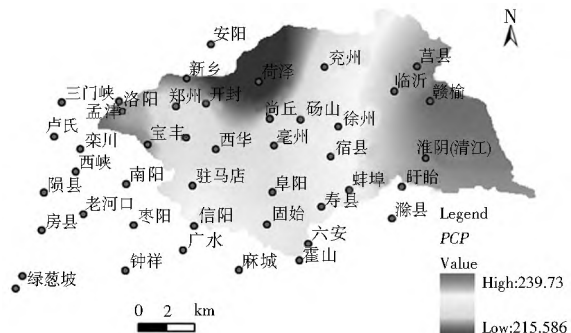 N
安阳
新乡
菏泽
兖州
莒县
三门峡
洛阳
郑州
开封
临沂
赣榆
孟津
尚丘
砀山
徐州
卢氏
栾川
宝丰
西华
亳州
宿县
淮阴(清江)
西峡
南阳
驻马店
阜阳
蚌埠
盱眙
陨县
老河口
寿县
滁县
房县
枣阳
信阳
固始
六安
广水
钟祥
麻城
霍山
绿葱坡
0 2 km
Legend
PCP
Value
High:239.73
Low:215.586